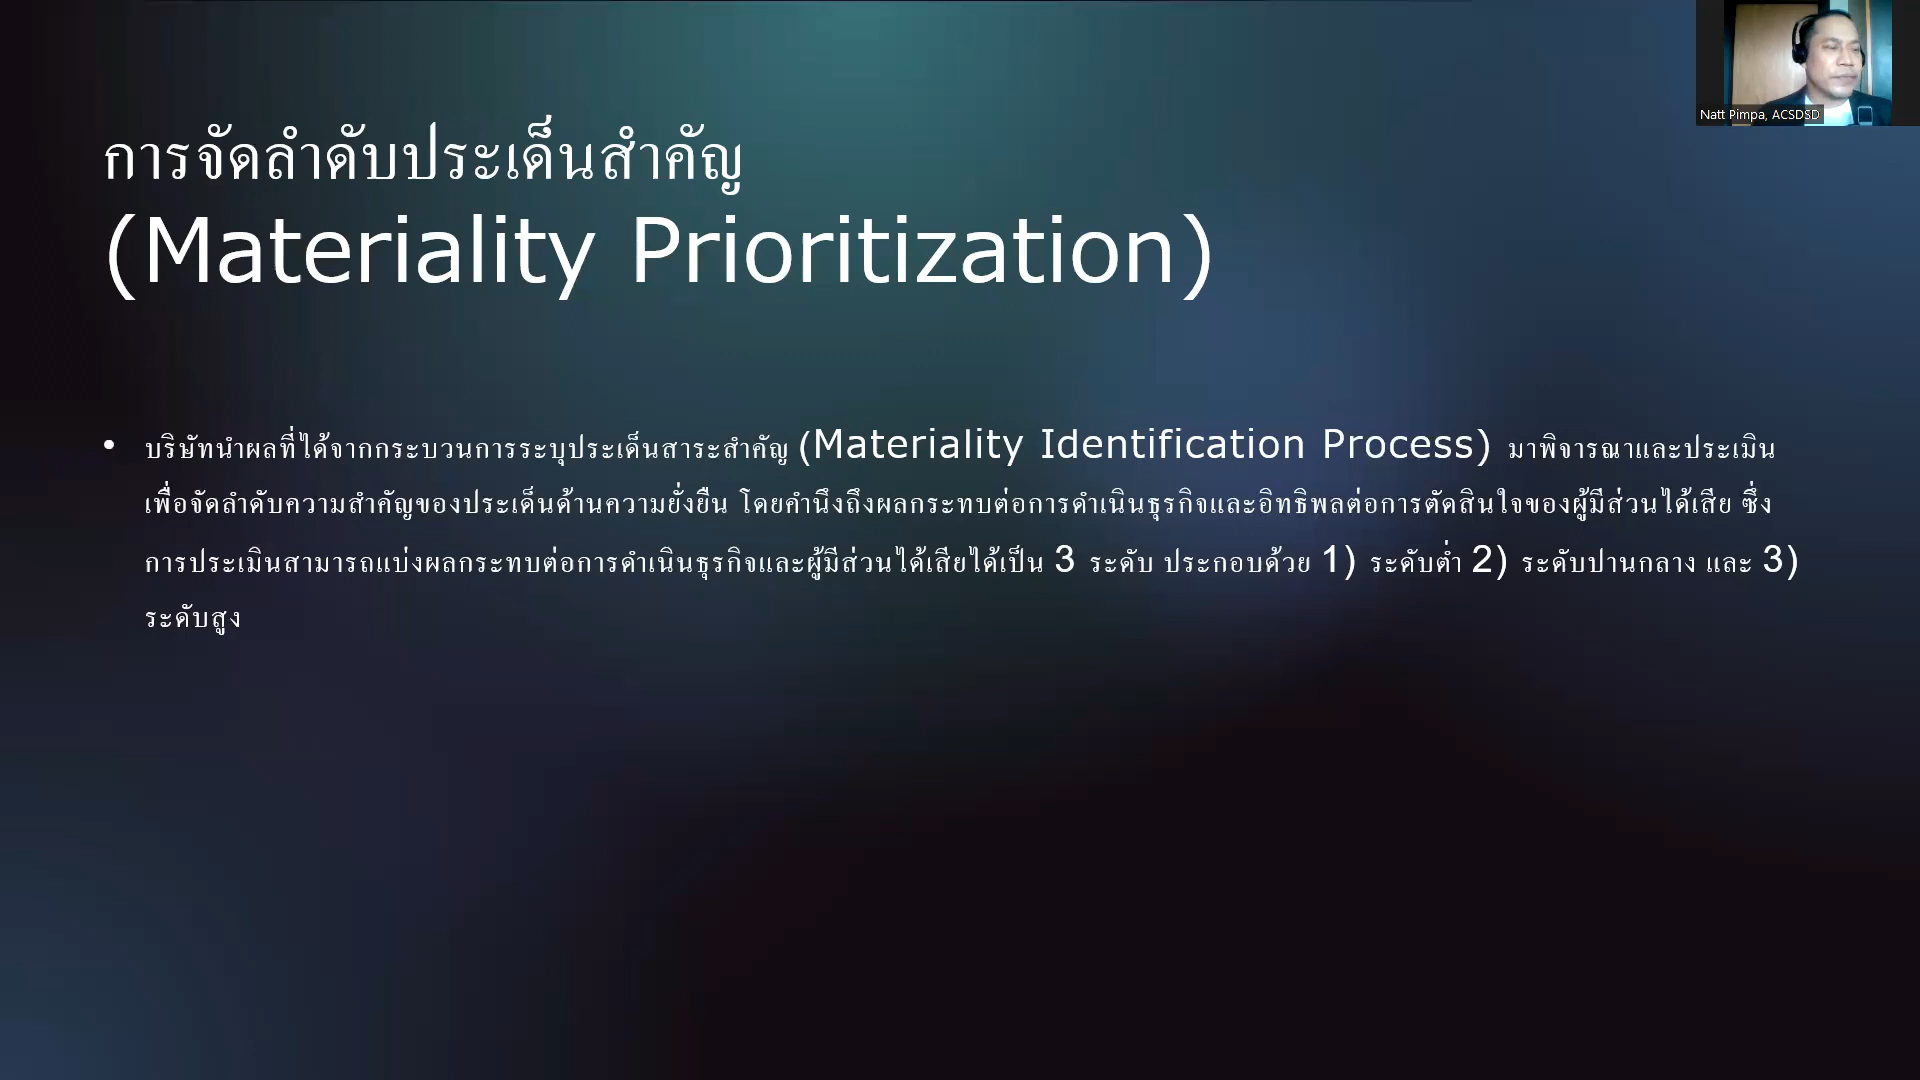 Natt Pimpa, ACSDSD
การจัดลำดับประเด็นสำคัญ
(Materiality Prioritization)
• บริษัทนำผลที่ได้จากกระบวนการระบุประเด็นสาระสำคัญ (Materiality Identification Process) มาพิจารณาและประเมิน
เพื่อจัดลำดับความสำคัญของประเด็นด้านความยั่งยืน โดยคำนึงถึงผลกระทบต่อการดำเนินธุรกิจและอิทธิพลต่อการตัดสินใจของผู้มีส่วนได้เสีย ซึ่ง
การประเมินสามารถแบ่งผลกระทบต่อการดำเนินธุรกิจและผู้มีส่วนได้เสียได้เป็น 3 ระดับ ประกอบด้วย 1) ระดับต่ำ 2) ระดับปานกลาง และ 3)
ระดับสูง